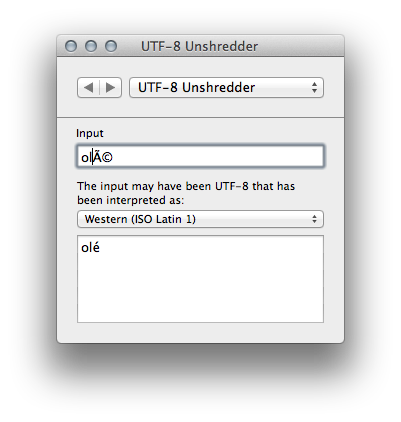 UTF-8 Unshredder
UTF-8 Unshredder
Input
olÃ©
The input may have been UTF-8 that has
been interpreted as:
Western (ISO Latin 1)
olé